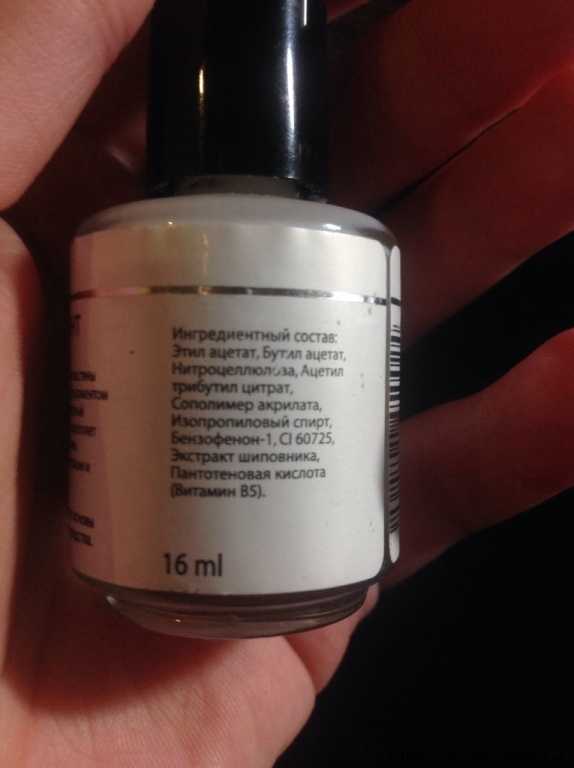 Ингредиентный состав:
Этил ацетат, Бутил ацетат,
Нитроцеллюлоза, Ацетил
трибутил цитрат,
Сополимер акрилата,
Изопропиловый спирт,
Бензофенон-1, CI 60725,
Экстракт шиповника,
Пантотеновая кислота
(Витамин B5).
16 ml